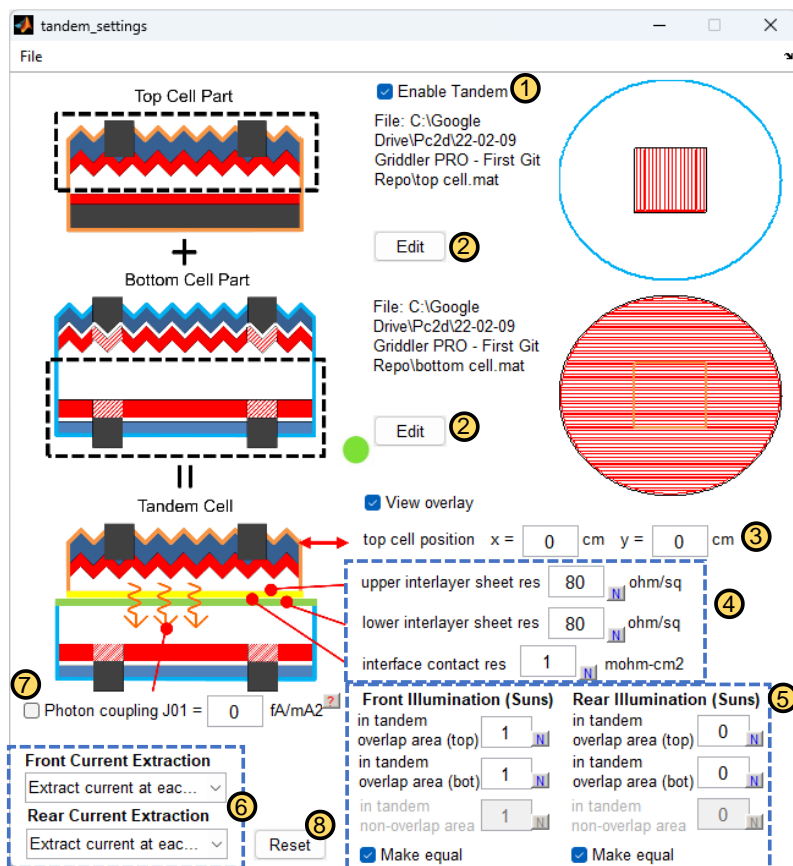 tandem_settings
File
Top Cell Part
Enable Tandem
1
File: C:\Google
Drive\Pc2d\22-02-09
Griddler PRO - First Git
Repo\top cell.mat
Edit
2
Bottom Cell Part
File: C:\Google
Drive\Pc2d\22-02-09
Griddler PRO - First Git
Repo\bottom cell.mat
Edit
2
Tandem Cell
View overlay
top cell position x = 0 cm y = 0 cm
3
upper interlayer sheet res 80 N ohm/sq
4
lower interlayer sheet res 80 N ohm/sq
interface contact res 1 N mohm-cm2
7
Photon coupling J01 = 0 fA/mA2 ?
Front Illumination (Suns)
in tandem
overlap area (top) 1 N
in tandem
overlap area (bot) 1 N
in tandem
non-overlap area 1 N
Make equal
Rear Illumination (Suns)
5
in tandem
overlap area (top) 0 N
in tandem
overlap area (bot) 0 N
in tandem
non-overlap area 0 N
Make equal
Front Current Extraction
Extract current at eac...
6
Rear Current Extraction
Extract current at eac...
Reset
8